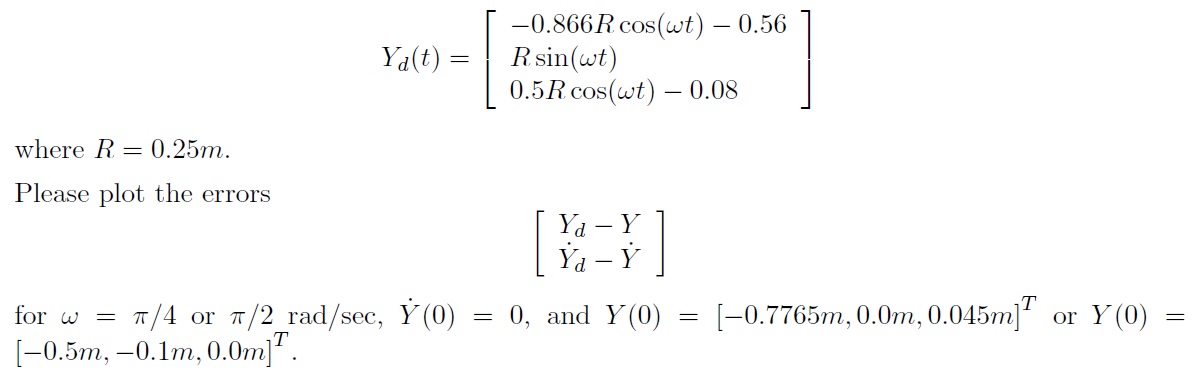 Y_d(t) = [ −0.866R cos(ωt) − 0.56
R sin(ωt)
0.5R cos(ωt) − 0.08 ]
where R = 0.25m.
Please plot the errors
[ Y_d − Y
Ẏ_d − Ẏ ]
for ω = π/4 or π/2 rad/sec, Ẏ(0) = 0, and Y(0) = [−0.7765m, 0.0m, 0.045m]^T or Y(0) =
[−0.5m, −0.1m, 0.0m]^T.